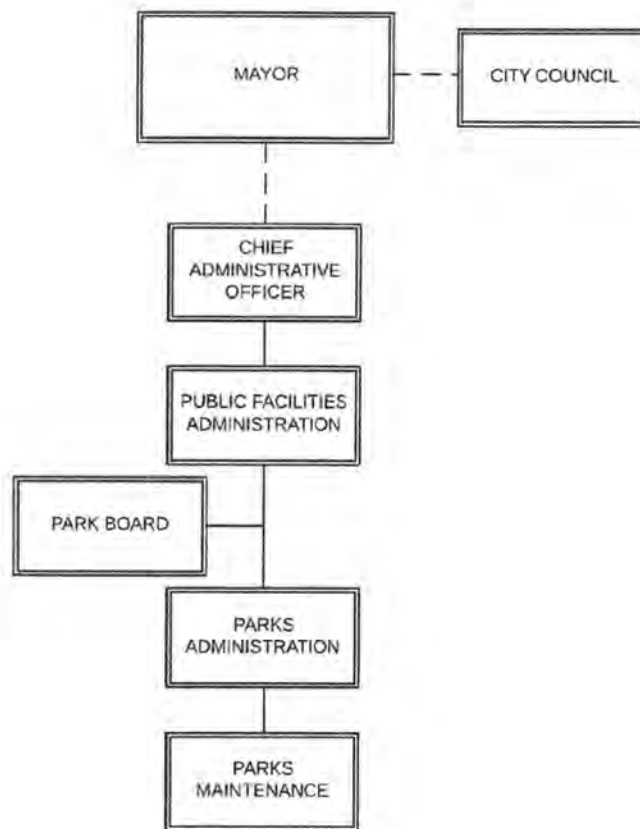 MAYOR
CITY COUNCIL
CHIEF
ADMINISTRATIVE
OFFICER
PUBLIC FACILITIES
ADMINISTRATION
PARK BOARD
PARKS
ADMINISTRATION
PARKS
MAINTENANCE